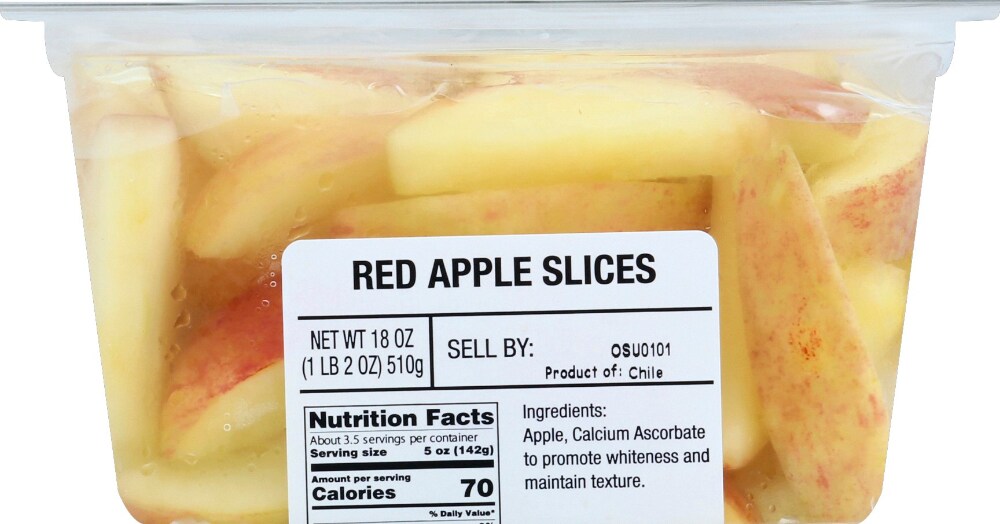 RED APPLE SLICES
NET WT 18 OZ
(1 LB 2 OZ) 510g
SELL BY:
OSU0101
Product of: Chile
Nutrition Facts
About 3.5 servings per container
Serving size 5 oz (142g)
Amount per serving
Calories 70
% Daily Value*
Ingredients:
Apple, Calcium Ascorbate
to promote whiteness and
maintain texture.